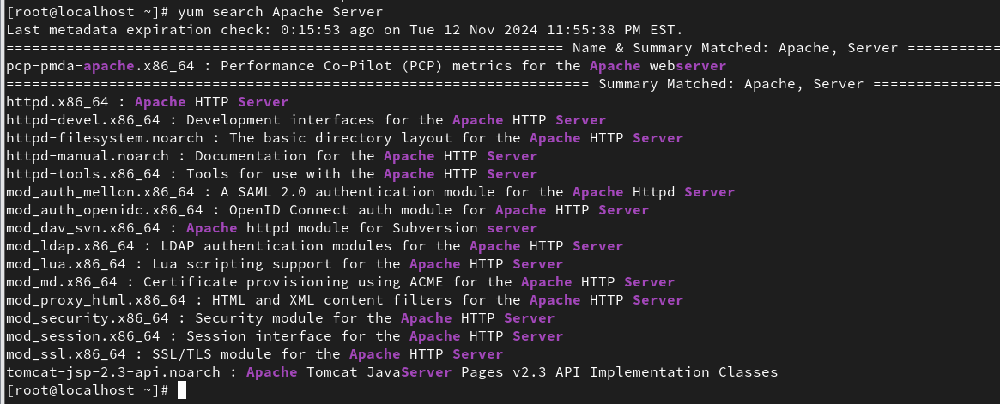 [root@localhost ~]# yum search Apache Server
Last metadata expiration check: 0:15:53 ago on Tue 12 Nov 2024 11:55:38 PM EST.
================================================================= Name & Summary Matched: Apache, Server ===========
pcp-pmda-apache.x86_64 : Performance Co-Pilot (PCP) metrics for the Apache webserver
==================================================================== Summary Matched: Apache, Server ===============
httpd.x86_64 : Apache HTTP Server
httpd-devel.x86_64 : Development interfaces for the Apache HTTP Server
httpd-filesystem.noarch : The basic directory layout for the Apache HTTP Server
httpd-manual.noarch : Documentation for the Apache HTTP Server
httpd-tools.x86_64 : Tools for use with the Apache HTTP Server
mod_auth_mellon.x86_64 : A SAML 2.0 authentication module for the Apache Httpd Server
mod_auth_openidc.x86_64 : OpenID Connect auth module for Apache HTTP Server
mod_dav_svn.x86_64 : Apache httpd module for Subversion server
mod_ldap.x86_64 : LDAP authentication modules for the Apache HTTP Server
mod_lua.x86_64 : Lua scripting support for the Apache HTTP Server
mod_md.x86_64 : Certificate provisioning using ACME for the Apache HTTP Server
mod_proxy_html.x86_64 : HTML and XML content filters for the Apache HTTP Server
mod_security.x86_64 : Security module for the Apache HTTP Server
mod_session.x86_64 : Session interface for the Apache HTTP Server
mod_ssl.x86_64 : SSL/TLS module for the Apache HTTP Server
tomcat-jsp-2.3-api.noarch : Apache Tomcat JavaServer Pages v2.3 API Implementation Classes
[root@localhost ~]#